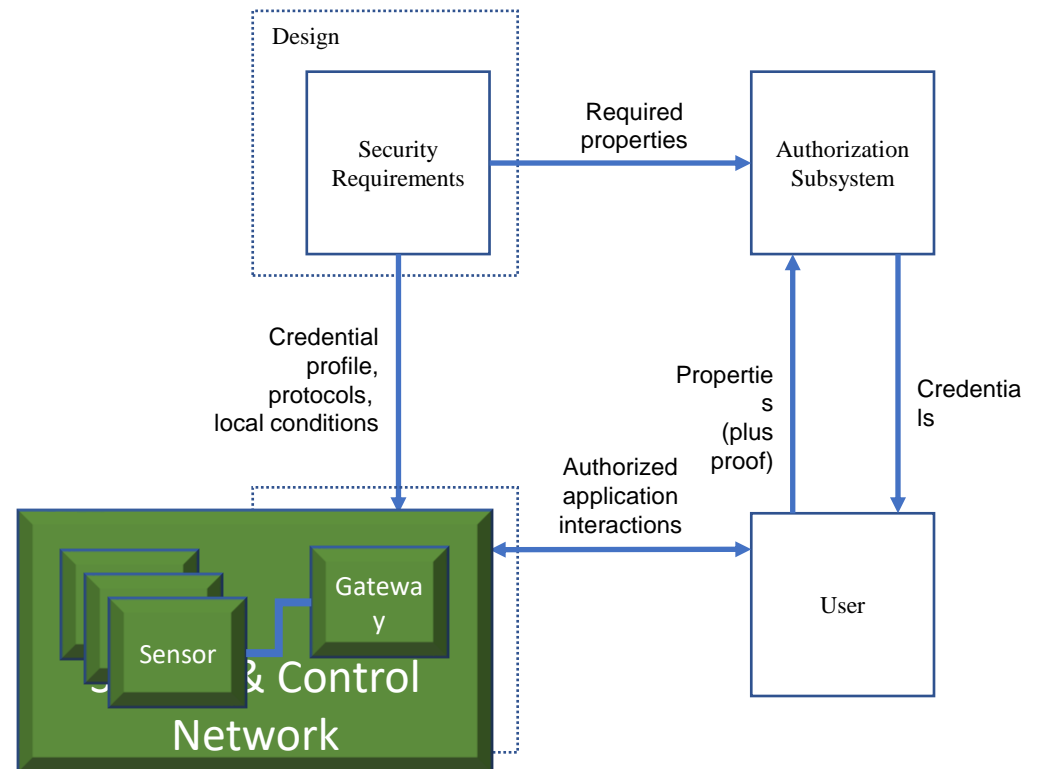 Design
Security
Requirements
Required
properties
Authorization
Subsystem
Credential
profile,
protocols,
local conditions
Propertie
s
(plus
proof)
Credentia
ls
Authorized
application
interactions
Gatewa
y
Sensor
& Control
Network
User